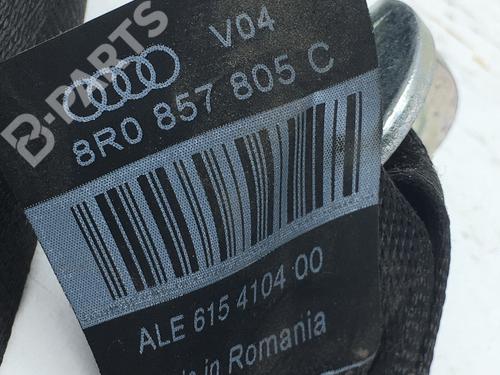 B-PARTS
V04
8R0 857 805 C
ALE 615 4104 00
in Romania